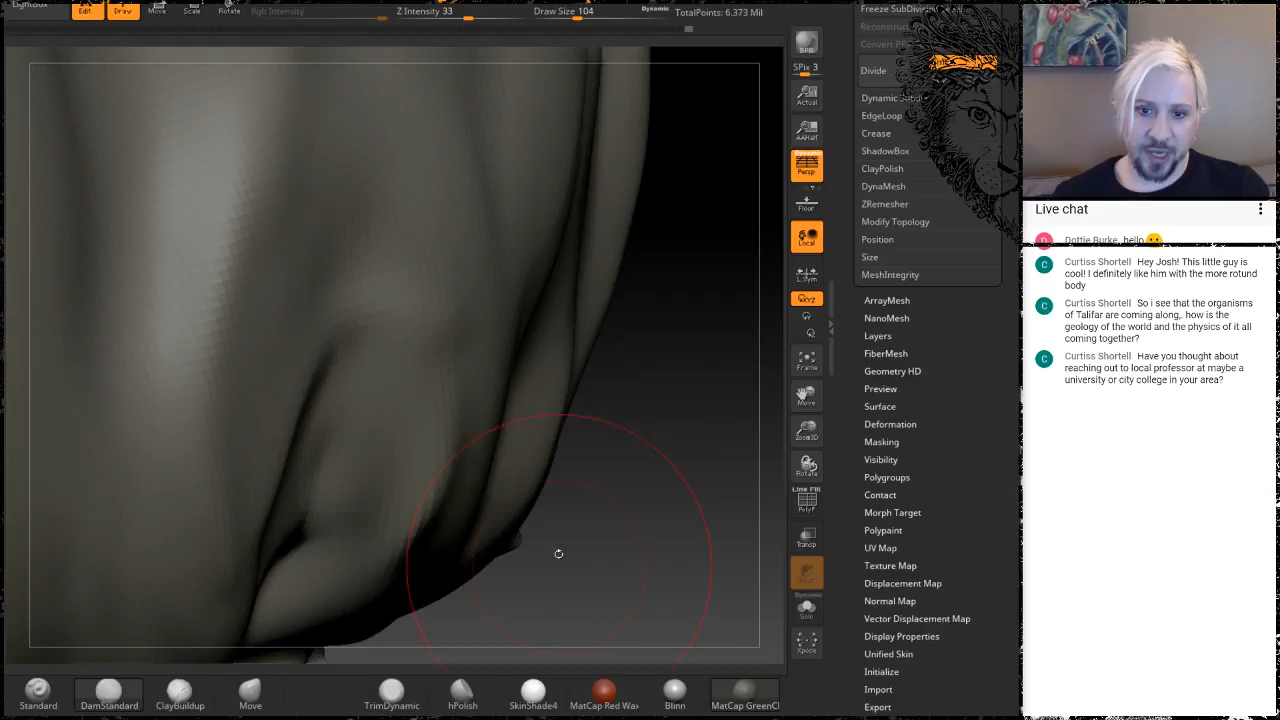 Edit
Draw
Move
Scale
Rotate
Rgb Intensity
Z Intensity 33
Draw Size 104
Dynamic
TotalPoints: 6.373 Mil
BPR
SPix 3
Actual
AAHalf
Dynamic
Persp
Floor
Local
L.Sym
XYZ
Frame
Move
Zoom3D
Rotate
Line Fill
PolyF
Transp
Ghost
Dynamic
Solo
Xpose
Divide
EdgeLoop
Crease
ShadowBox
ClayPolish
DynaMesh
ZRemesher
Modify Topology
Position
Size
MeshIntegrity
ArrayMesh
NanoMesh
Layers
FiberMesh
Geometry HD
Preview
Surface
Deformation
Masking
Visibility
Polygroups
Contact
Morph Target
Polypaint
UV Map
Texture Map
Displacement Map
Normal Map
Vector Displacement Map
Display Properties
Unified Skin
Initialize
Import
Export
Standard
DamStandard
ClayBuildup
Move
TrimDynamic
hPolish
SkinShade4
MatCap Red Wax
Blinn
MatCap GreenCl
Live chat
Dottie Burke hello
C Curtiss Shortell Hey Josh! This little guy is
cool! I definitely like him with the more rotund
body
C Curtiss Shortell So i see that the organisms
of Talifar are coming along,. how is the
geology of the world and the physics of it all
coming together?
C Curtiss Shortell Have you thought about
reaching out to local professor at maybe a
university or city college in your area?